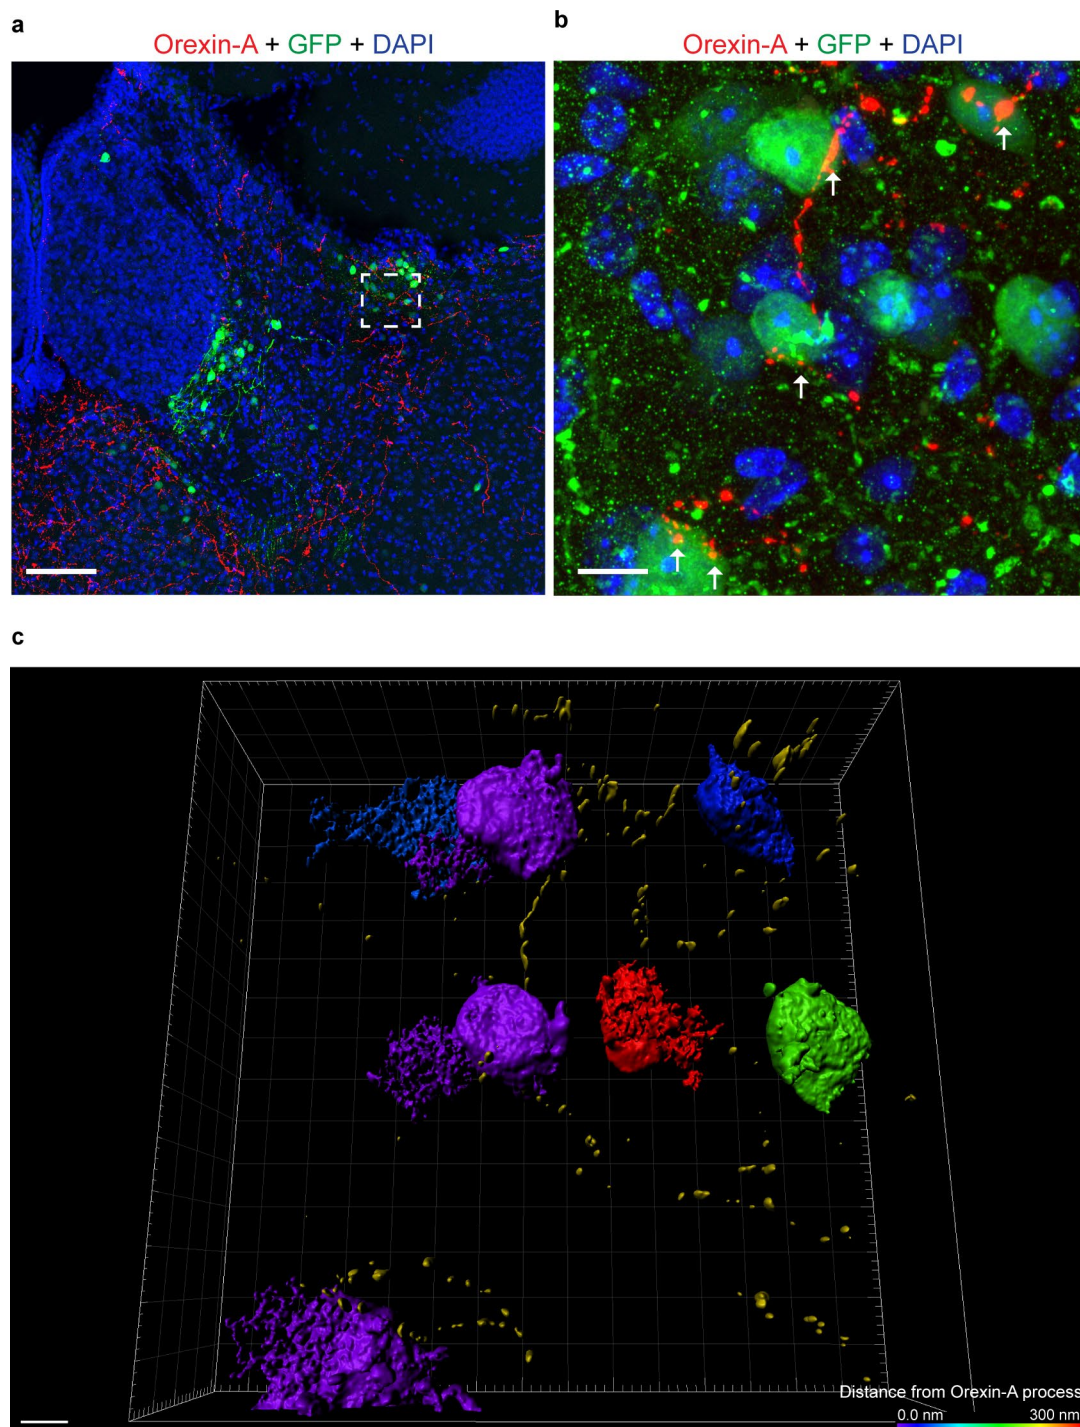 a
Orexin-A + GFP + DAPI
b
Orexin-A + GFP + DAPI
c
Distance from Orexin-A process
0.0 nm
300 nm